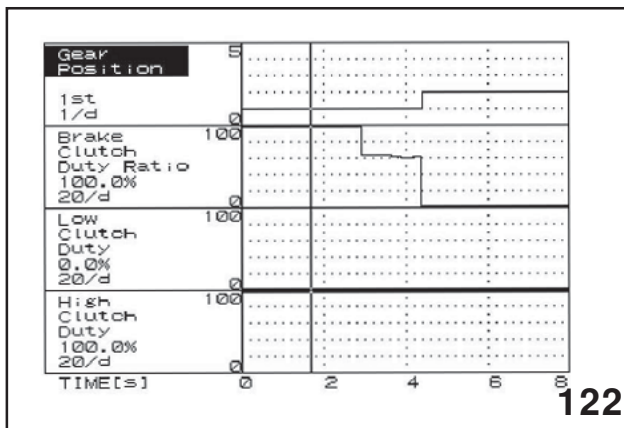 Gear 5
Position
1st
1/d 0
Brake 100
Clutch
Duty Ratio
100.0%
20/d 0
Low 100
Clutch
Duty
0.0%
20/d 0
High 100
Clutch
Duty
100.0%
20/d 0
TIME[s] 0 2 4 6 8
122